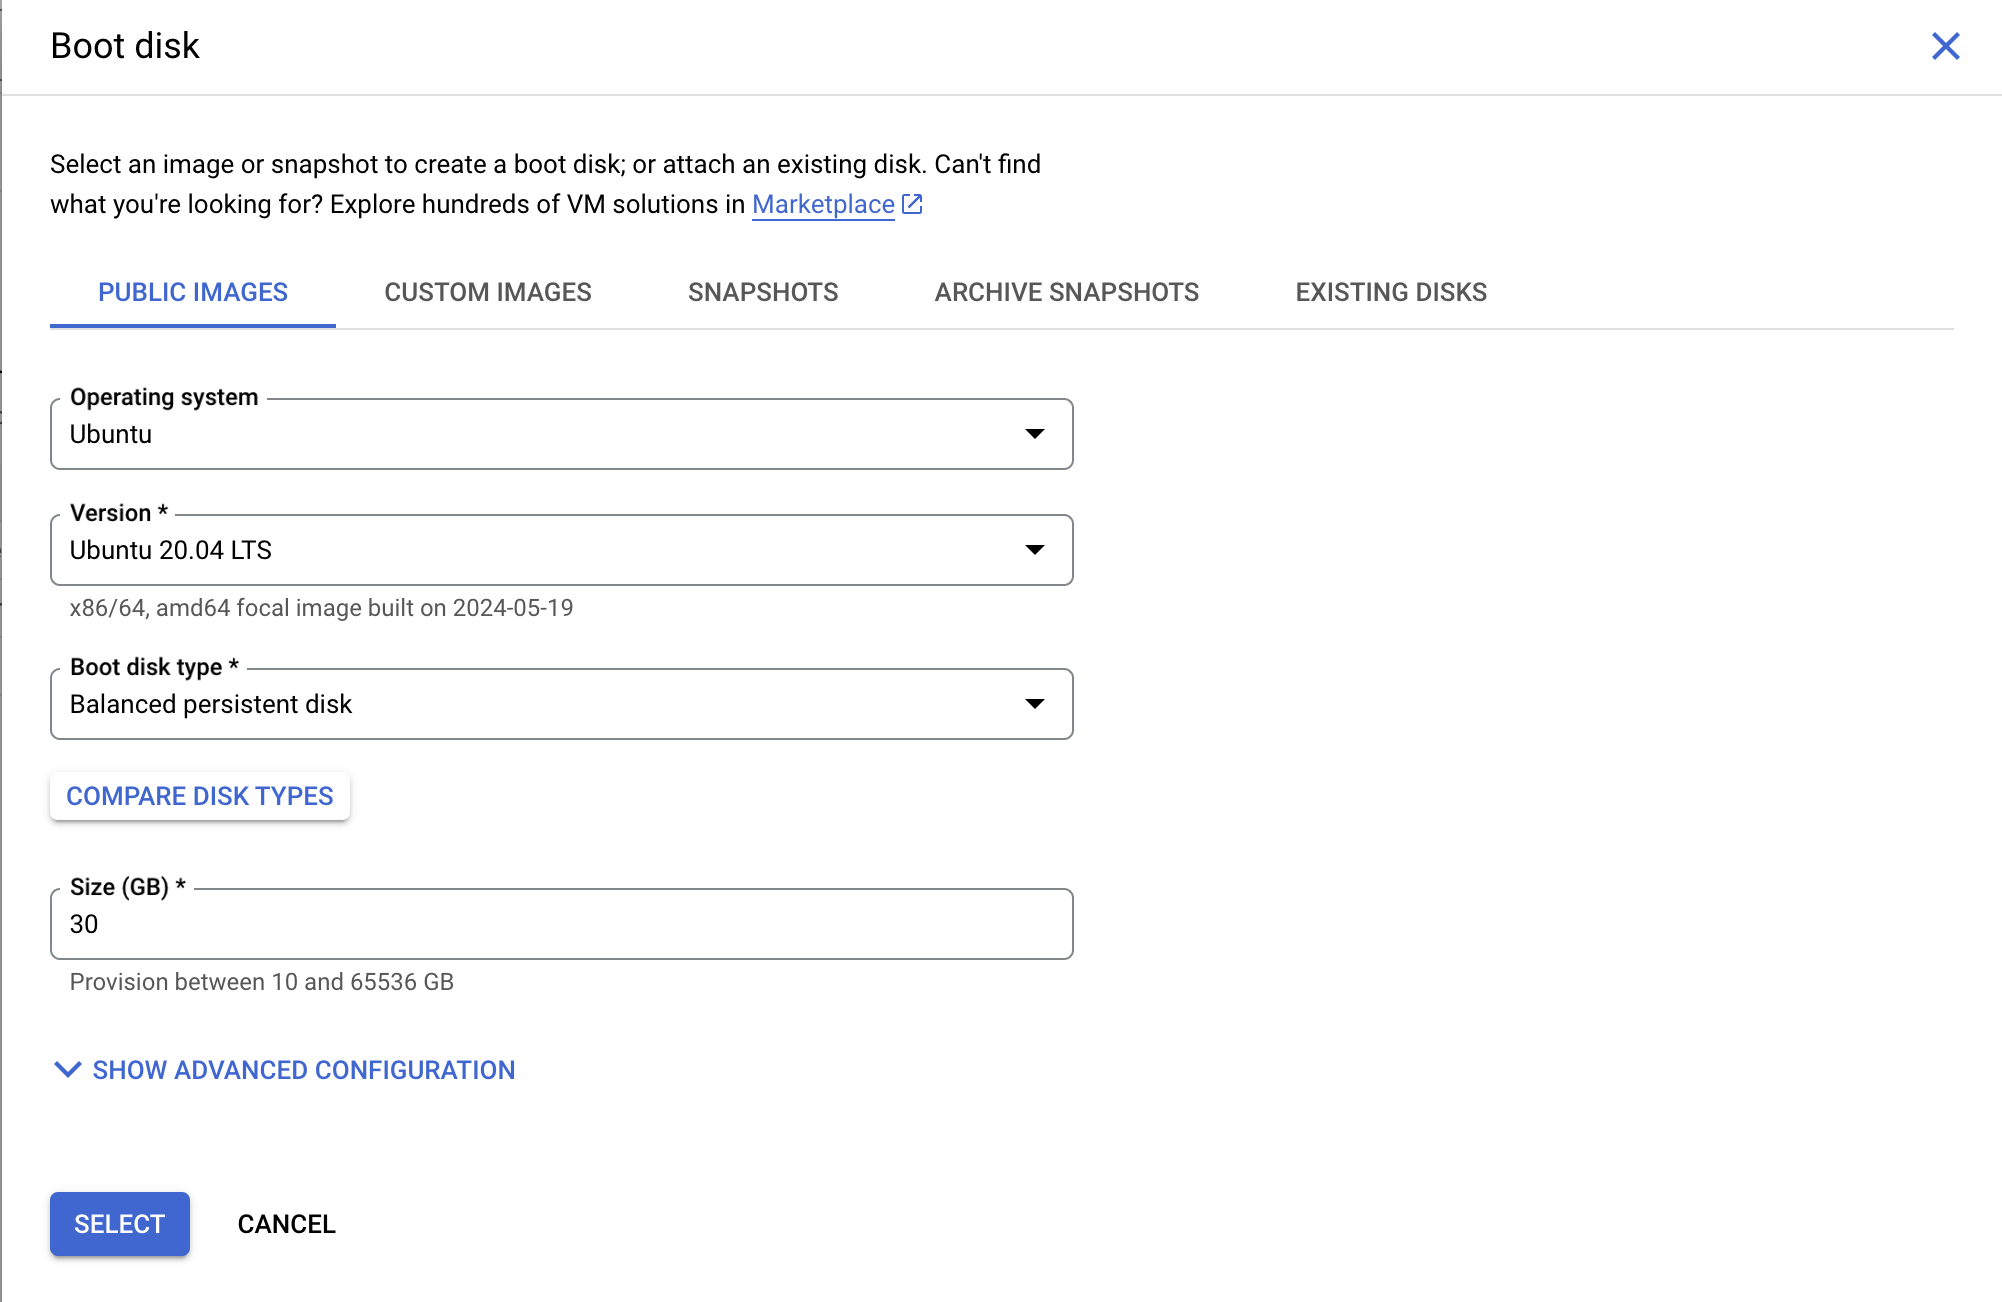 Boot disk
Select an image or snapshot to create a boot disk; or attach an existing disk. Can't find
what you're looking for? Explore hundreds of VM solutions in Marketplace
PUBLIC IMAGES CUSTOM IMAGES SNAPSHOTS ARCHIVE SNAPSHOTS EXISTING DISKS
Operating system
Ubuntu
Version *
Ubuntu 20.04 LTS
x86/64, amd64 focal image built on 2024-05-19
Boot disk type *
Balanced persistent disk
COMPARE DISK TYPES
Size (GB) *
30
Provision between 10 and 65536 GB
SHOW ADVANCED CONFIGURATION
SELECT CANCEL